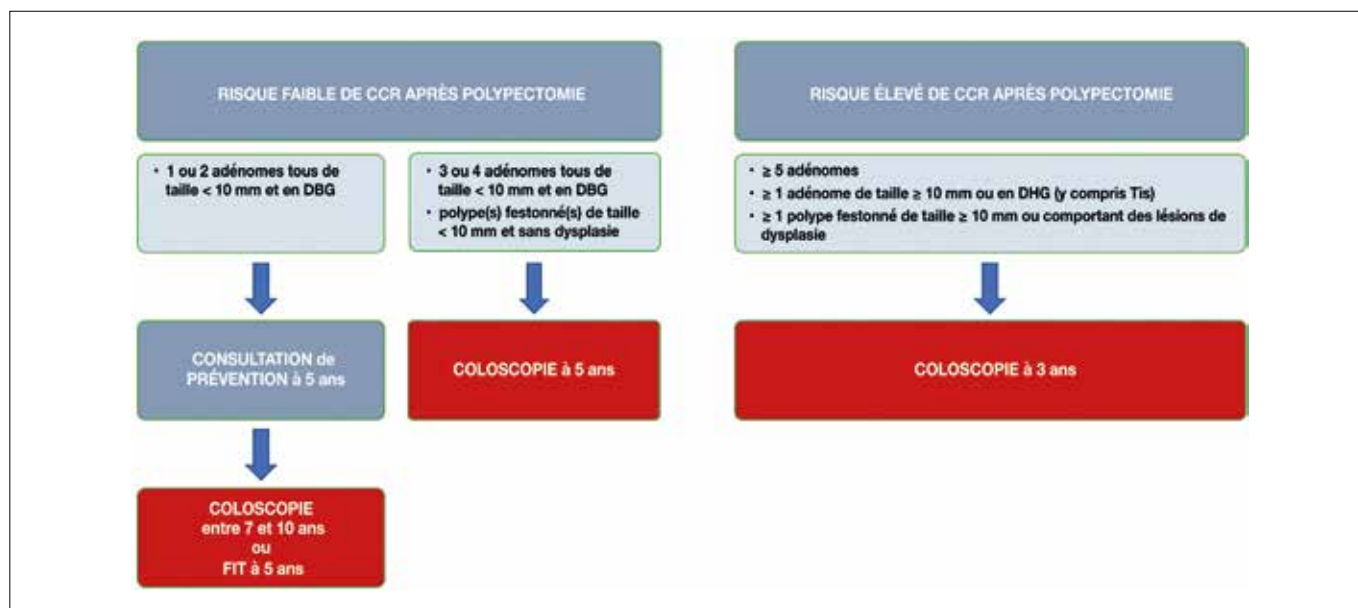 RISQUE FAIBLE DE CCR APRÈS POLYPECTOMIE
• 1 ou 2 adénomes tous de
taille < 10 mm et en DBG
• 3 ou 4 adénomes tous de
taille < 10 mm et en DBG
• polype(s) festonné(s) de taille
< 10 mm et sans dysplasie
CONSULTATION de
PRÉVENTION à 5 ans
COLOSCOPIE à 5 ans
COLOSCOPIE
entre 7 et 10 ans
ou
FIT à 5 ans
RISQUE ÉLEVÉ DE CCR APRÈS POLYPECTOMIE
• ≥ 5 adénomes
• ≥ 1 adénome de taille ≥ 10 mm ou en DHG (y compris Tis)
• ≥ 1 polype festonné de taille ≥ 10 mm ou comportant des lésions de
dysplasie
COLOSCOPIE à 3 ans